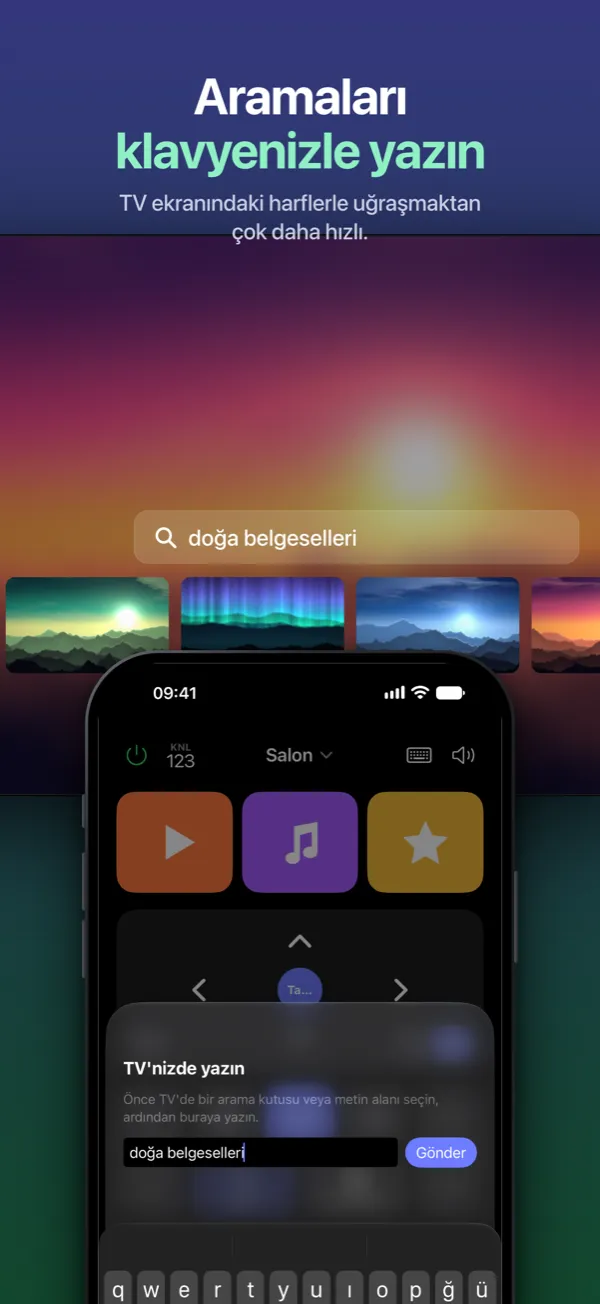 Aramaları
klavyenizle yazın
TV ekranındaki harflerle uğraşmaktan
çok daha hızlı.
doğa belgeselleri
09:41
KNL
123
Salon
Ta...
TV'nizde yazın
Önce TV'de bir arama kutusu veya metin alanı seçin,
ardından buraya yazın.
doğa belgeselleri
Gönder
q w e r t y u ı o p ğ ü